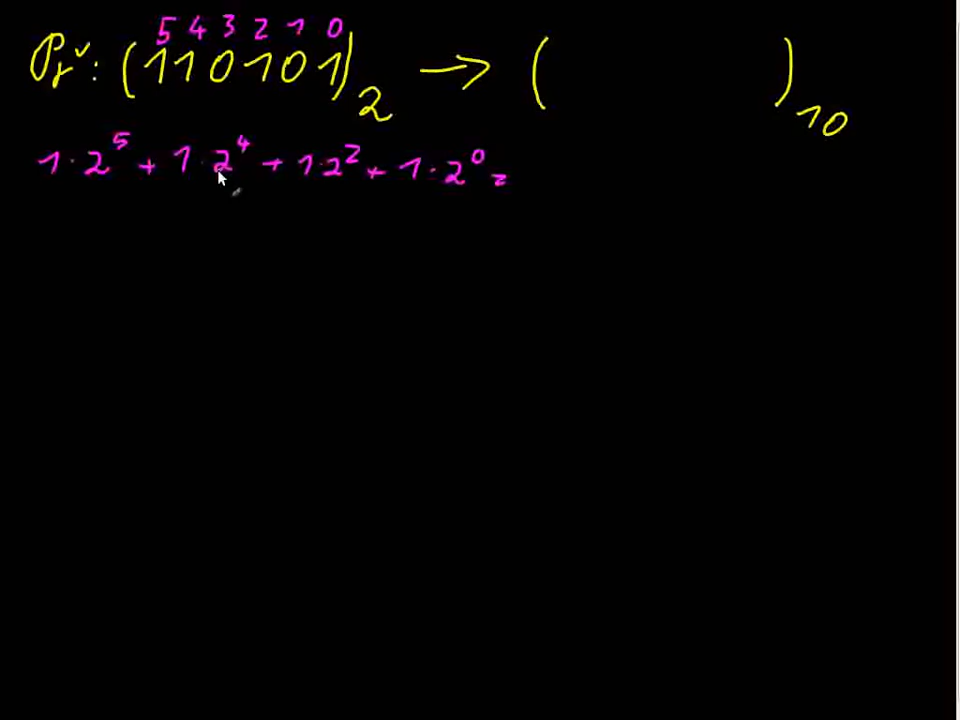 5 4 3 2 1 0
Př: (110101)₂ → ( )₁₀
1·2⁵ + 1·2⁴ + 1·2² + 1·2⁰ =